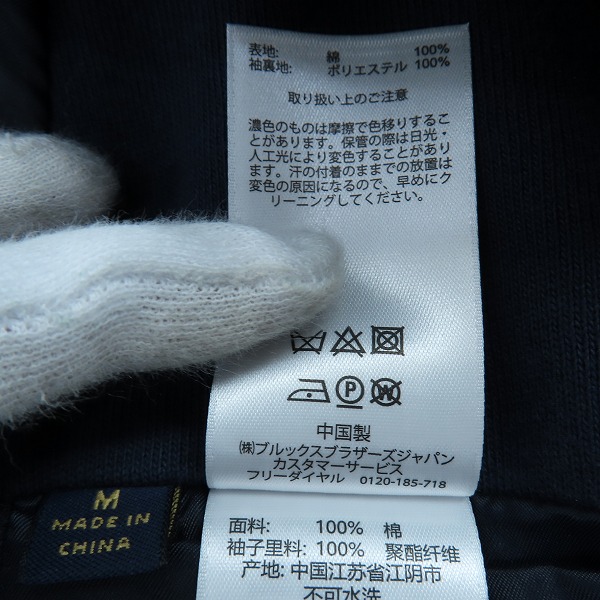 表地: 綿 100%
袖裏地: ポリエステル 100%
取り扱い上のご注意
濃色のものは摩擦で色移りするこ
とがあります。保管の際は日光・
人工光により変色することがあり
ます。汗の付着のままでの放置は
変色の原因になるので、早めにク
リーニングしてください。
P W
中国製
㈱ブルックスブラザーズジャパン
カスタマーサービス
フリーダイヤル 0120-185-718
M
MADE IN
CHINA
面料: 100% 棉
袖子里料: 100% 聚酯纤维
产地: 中国江苏省江阴市
不可水洗